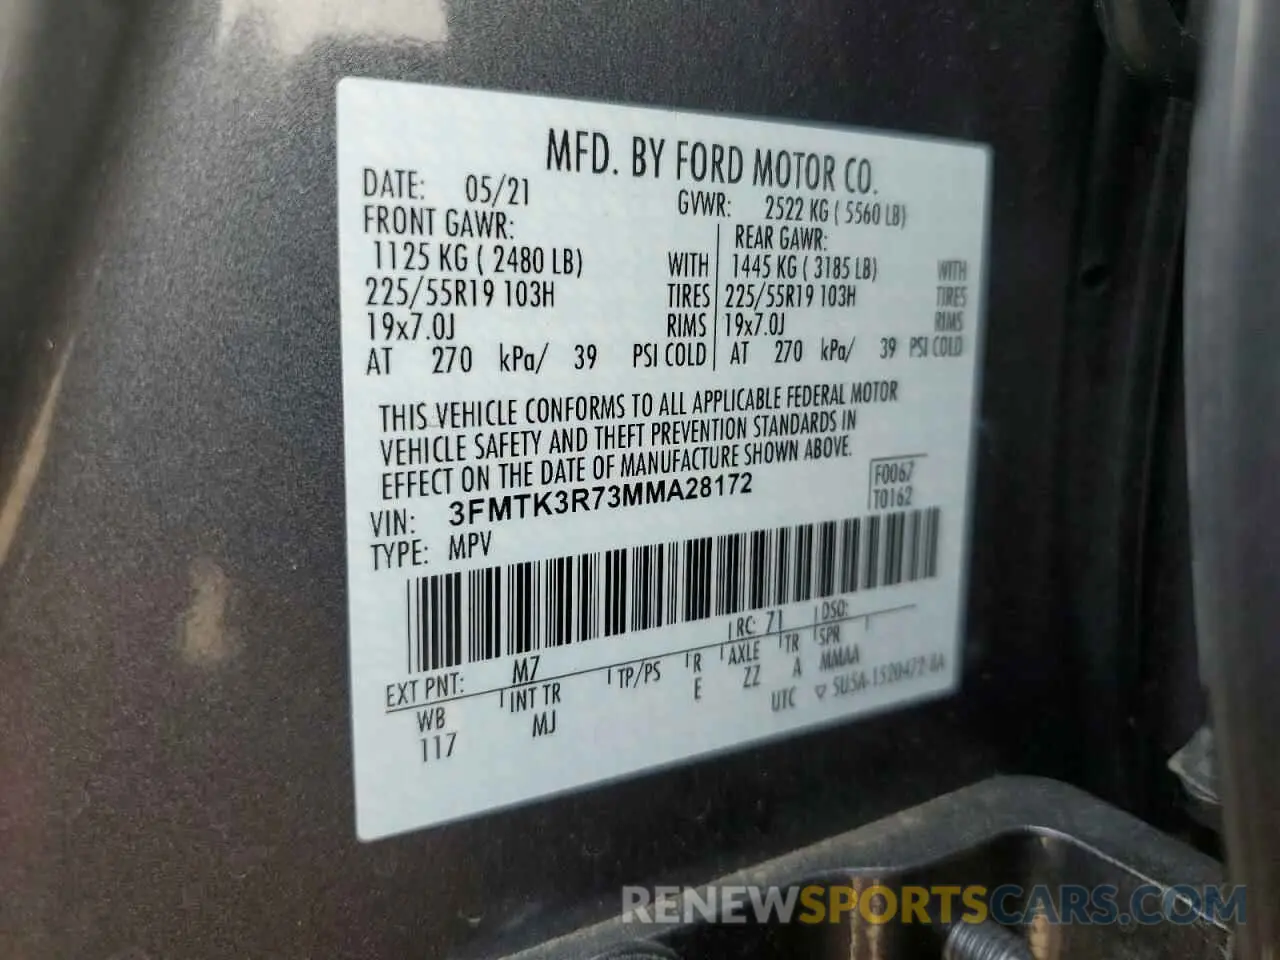 MFD. BY FORD MOTOR CO.
DATE: 05/21
GVWR: 2522 KG ( 5560 LB)
FRONT GAWR:
REAR GAWR:
1125 KG ( 2480 LB) WITH
1445 KG ( 3185 LB) WITH
225/55R19 103H TIRES
225/55R19 103H TIRES
19x7.0J RIMS
19x7.0J RIMS
AT 270 kPa/ 39 PSI COLD
AT 270 kPa/ 39 PSI COLD
THIS VEHICLE CONFORMS TO ALL APPLICABLE FEDERAL MOTOR
VEHICLE SAFETY AND THEFT PREVENTION STANDARDS IN
EFFECT ON THE DATE OF MANUFACTURE SHOWN ABOVE.
F0067
T0162
VIN: 3FMTK3R73MMA28172
TYPE: MPV
EXT PNT: M7 RC: 71 DSO:
WB INT TR TP/PS R AXLE TR SPR
117 MJ E ZZ A MMAA
UTC ▽ SU5A-1520472-BA
RENEWSPORTSCARS.COM